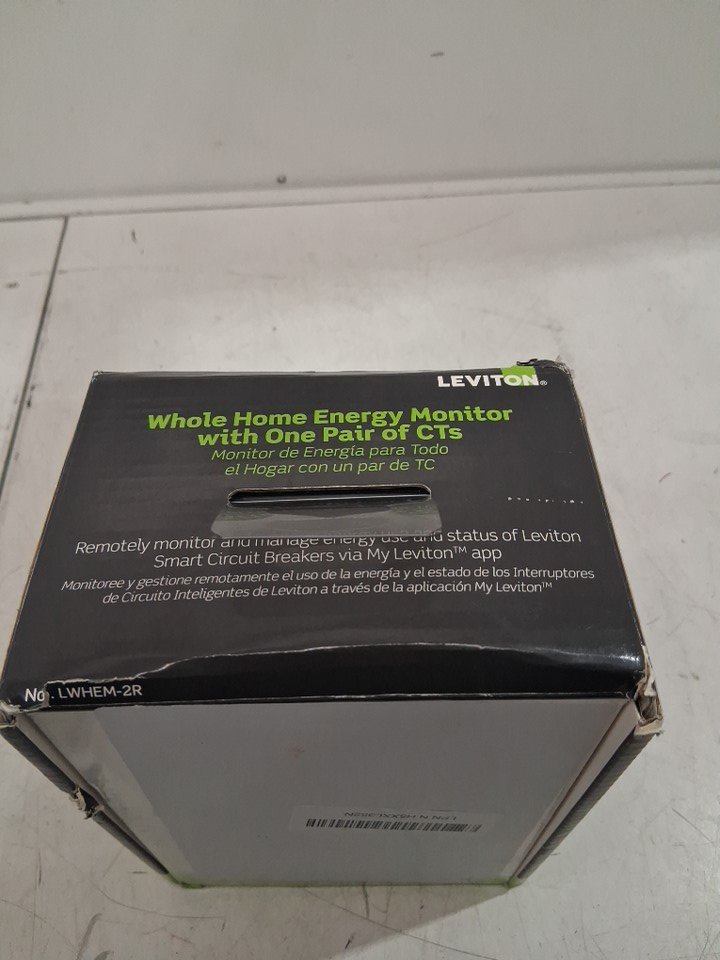 LEVITON®
Whole Home Energy Monitor
with One Pair of CTs
Monitor de Energía para Todo
el Hogar con un par de TC
Remotely monitor and manage energy use and status of Leviton
Smart Circuit Breakers via My Leviton™ app
Monitoree y gestione remotamente el uso de la energía y el estado de los Interruptores
de Circuito Inteligentes de Leviton a través de la aplicación My Leviton™
No. LWHEM-2R